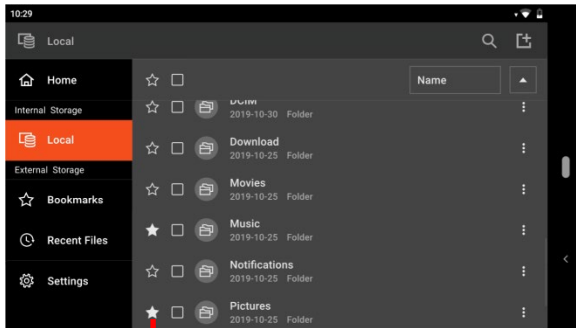 10:29
Local
Home
Name
Internal Storage
DCIM
2019-10-30 Folder
Local
Download
2019-10-25 Folder
External Storage
Movies
2019-10-25 Folder
Bookmarks
Music
2019-10-25 Folder
Recent Files
Notifications
2019-10-25 Folder
Settings
Pictures
2019-10-25 Folder